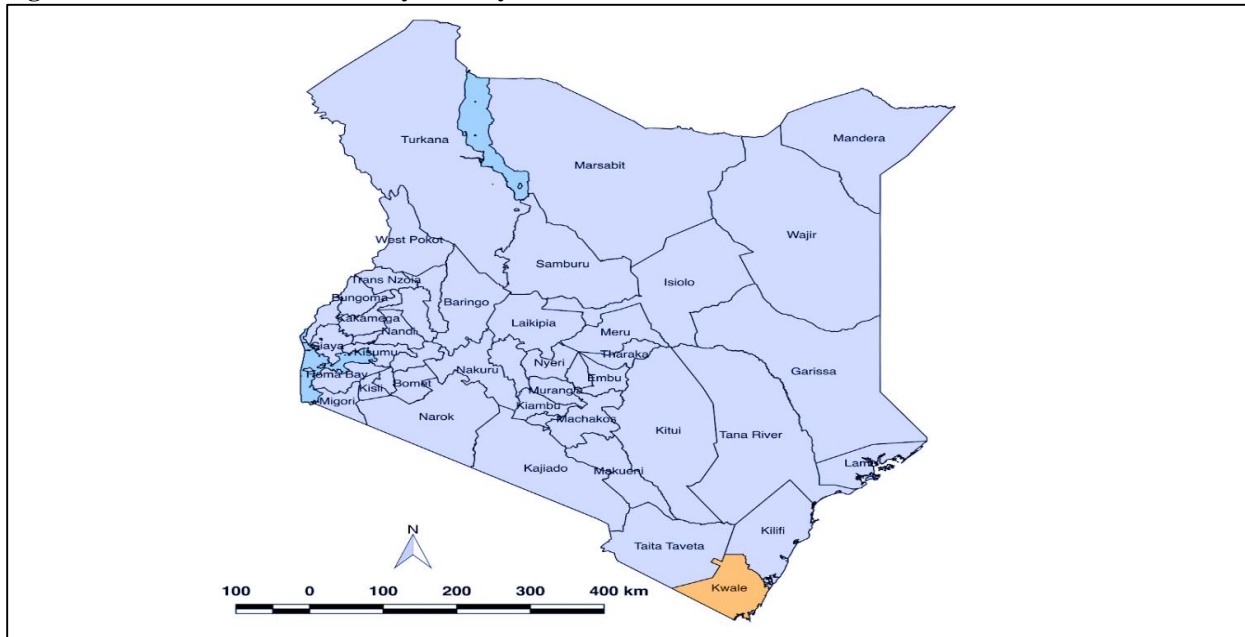 Turkana
Marsabit
Mandera
Wajir
West Pokot
Samburu
Isiolo
Trans Nzoia
Bungoma
Baringo
Kakamega
Nandi
Laikipia
Meru
Siaya
Kisumu
Tharaka
Nyeri
Garissa
Homa Bay
Nakuru
Embu
Kisii
Bomet
Muranga
Migori
Kiambu
Narok
Machakos
Kitui
Tana River
Lamu
Kajiado
Makueni
Kilifi
N
Taita Taveta
Kwale
100 0 100 200 300 400 km